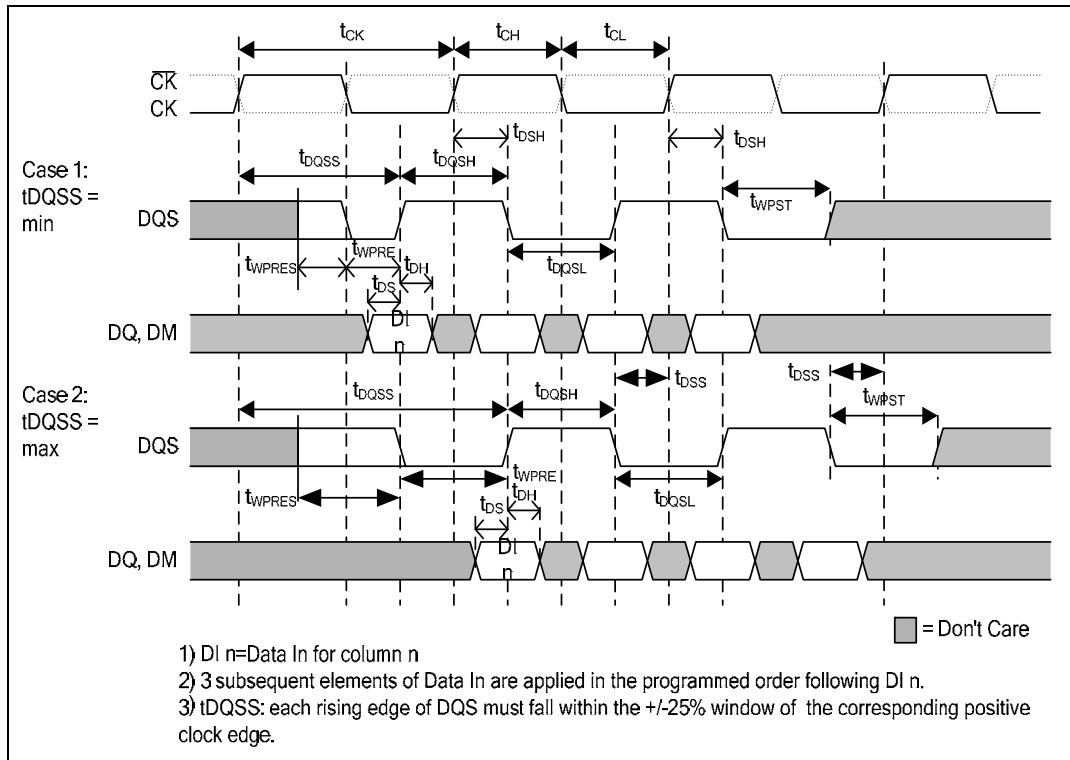 tCK
tCH
tCL
CK
CK
tDSH
tDSH
tDQSS
tDQSH
Case 1:
tDQSS =
min
tWPST
DQS
tWPRES
tWPRE
tDH
tDQSL
tDS
DI
n
DQ, DM
tDSS
tDSS
Case 2:
tDQSS =
max
tDQSS
tDQSH
tWPST
DQS
tWPRE
tWPRES
tDH
tDS
tDQSL
DI
n
DQ, DM
= Don't Care
1) DI n=Data In for column n
2) 3 subsequent elements of Data In are applied in the programmed order following DI n.
3) tDQSS: each rising edge of DQS must fall within the +/-25% window of the corresponding positive
clock edge.